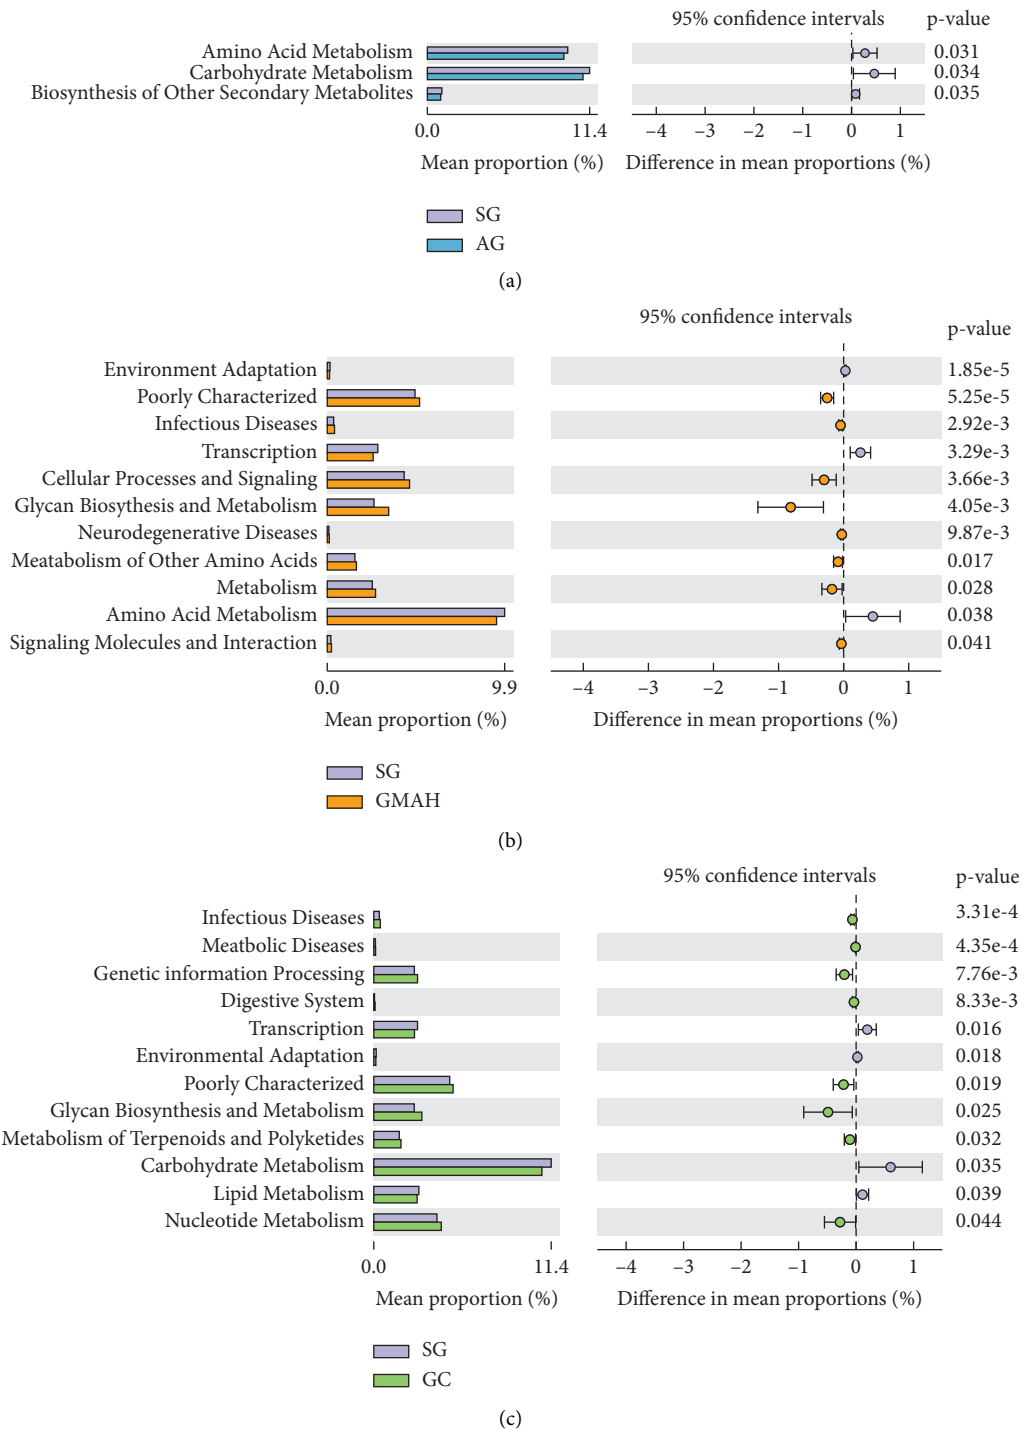 95% confidence intervals p-value
Amino Acid Metabolism 0.031
Carbohydrate Metabolism 0.034
Biosynthesis of Other Secondary Metabolites 0.035
0.0 11.4 –4 –3 –2 –1 0 1
Mean proportion (%) Difference in mean proportions (%)
SG
AG
(a)
95% confidence intervals
p-value
Environment Adaptation 1.85e-5
Poorly Characterized 5.25e-5
Infectious Diseases 2.92e-3
Transcription 3.29e-3
Cellular Processes and Signaling 3.66e-3
Glycan Biosythesis and Metabolism 4.05e-3
Neurodegenerative Diseases 9.87e-3
Meatabolism of Other Amino Acids 0.017
Metabolism 0.028
Amino Acid Metabolism 0.038
Signaling Molecules and Interaction 0.041
0.0 9.9 –4 –3 –2 –1 0 1
Mean proportion (%) Difference in mean proportions (%)
SG
GMAH
(b)
95% confidence intervals p-value
Infectious Diseases 3.31e-4
Meatbolic Diseases 4.35e-4
Genetic information Processing 7.76e-3
Digestive System 8.33e-3
Transcription 0.016
Environmental Adaptation 0.018
Poorly Characterized 0.019
Glycan Biosynthesis and Metabolism 0.025
Metabolism of Terpenoids and Polyketides 0.032
Carbohydrate Metabolism 0.035
Lipid Metabolism 0.039
Nucleotide Metabolism 0.044
0.0 11.4 –4 –3 –2 –1 0 1
Mean proportion (%) Difference in mean proportions (%)
SG
GC
(c)